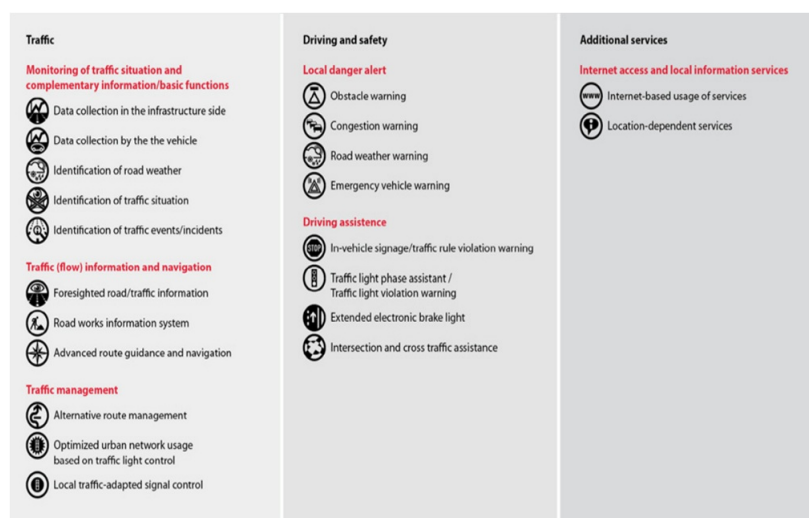 Traffic
Monitoring of traffic situation and
complementary information/basic functions
Data collection in the infrastructure side
Data collection by the the vehicle
Identification of road weather
Identification of traffic situation
Identification of traffic events/incidents
Traffic (flow) information and navigation
Foresighted road/traffic information
Road works information system
Advanced route guidance and navigation
Traffic management
Alternative route management
Optimized urban network usage
based on traffic light control
Local traffic-adapted signal control
Driving and safety
Local danger alert
Obstacle warning
Congestion warning
Road weather warning
Emergency vehicle warning
Driving assistence
STOP
In-vehicle signage/traffic rule violation warning
Traffic light phase assistant /
Traffic light violation warning
Extended electronic brake light
Intersection and cross traffic assistance
Additional services
Internet access and local information services
www
Internet-based usage of services
Location-dependent services